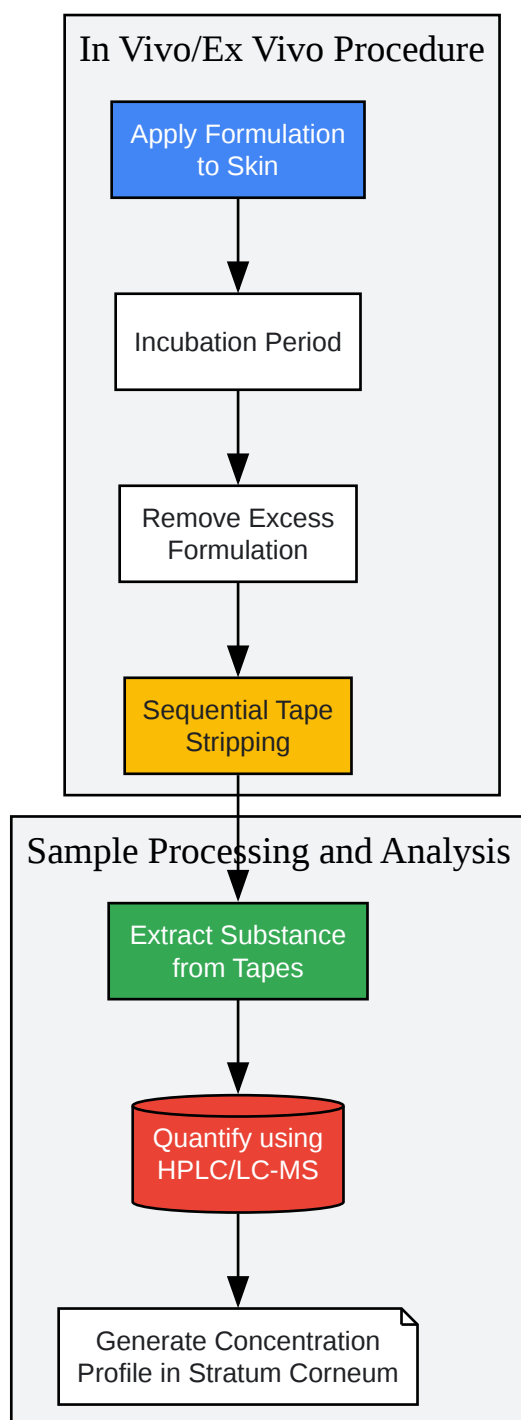 In Vivo/Ex Vivo Procedure
Apply Formulation
to Skin
Incubation Period
Remove Excess
Formulation
Sequential Tape
Stripping
Sample Processing and Analysis
Extract Substance
from Tapes
Quantify using
HPLC/LC-MS
Generate Concentration
Profile in Stratum Corneum